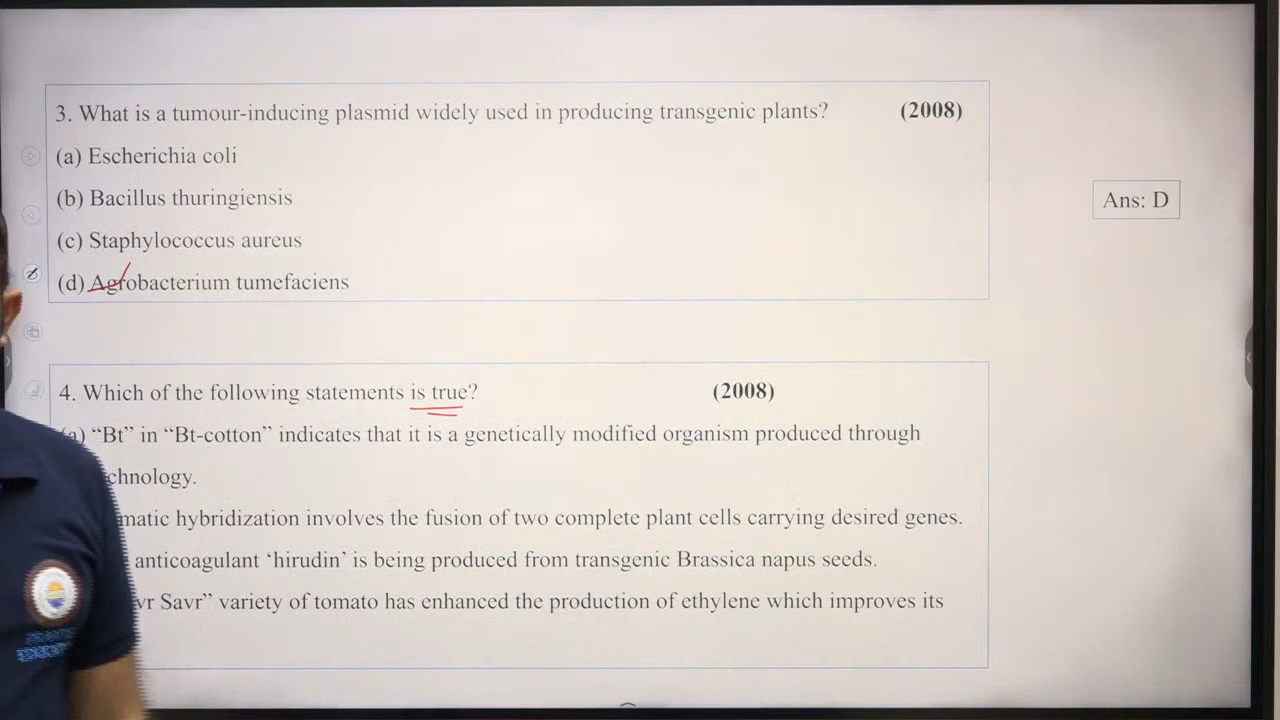 3. What is a tumour-inducing plasmid widely used in producing transgenic plants? (2008)
(a) Escherichia coli
(b) Bacillus thuringiensis
(c) Staphylococcus aureus
(d) Agrobacterium tumefaciens
Ans: D
4. Which of the following statements is true? (2008)
(a) “Bt” in “Bt-cotton” indicates that it is a genetically modified organism produced through
chnology.
matic hybridization involves the fusion of two complete plant cells carrying desired genes.
anticoagulant ‘hirudin’ is being produced from transgenic Brassica napus seeds.
vr Savr” variety of tomato has enhanced the production of ethylene which improves its